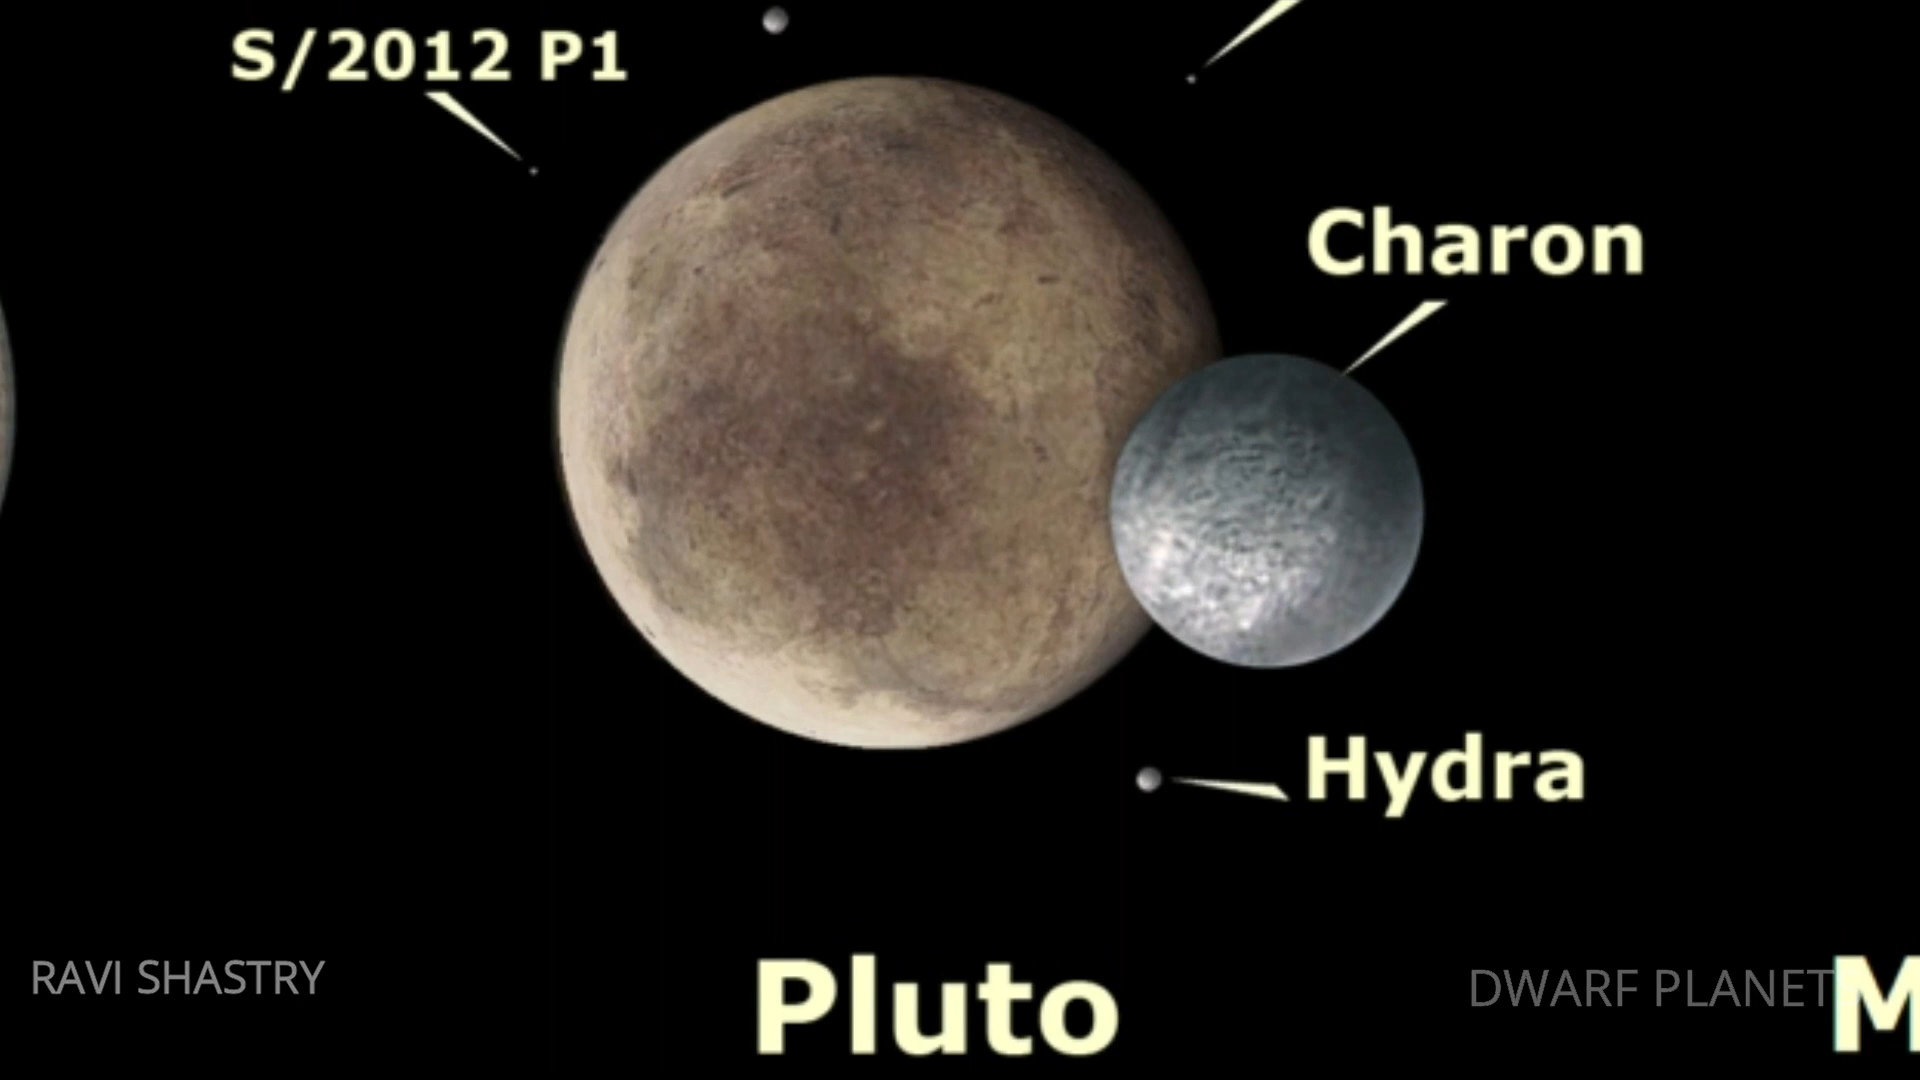 S/2012 P1
Charon
Hydra
RAVI SHASTRY
Pluto
DWARF PLANET
M